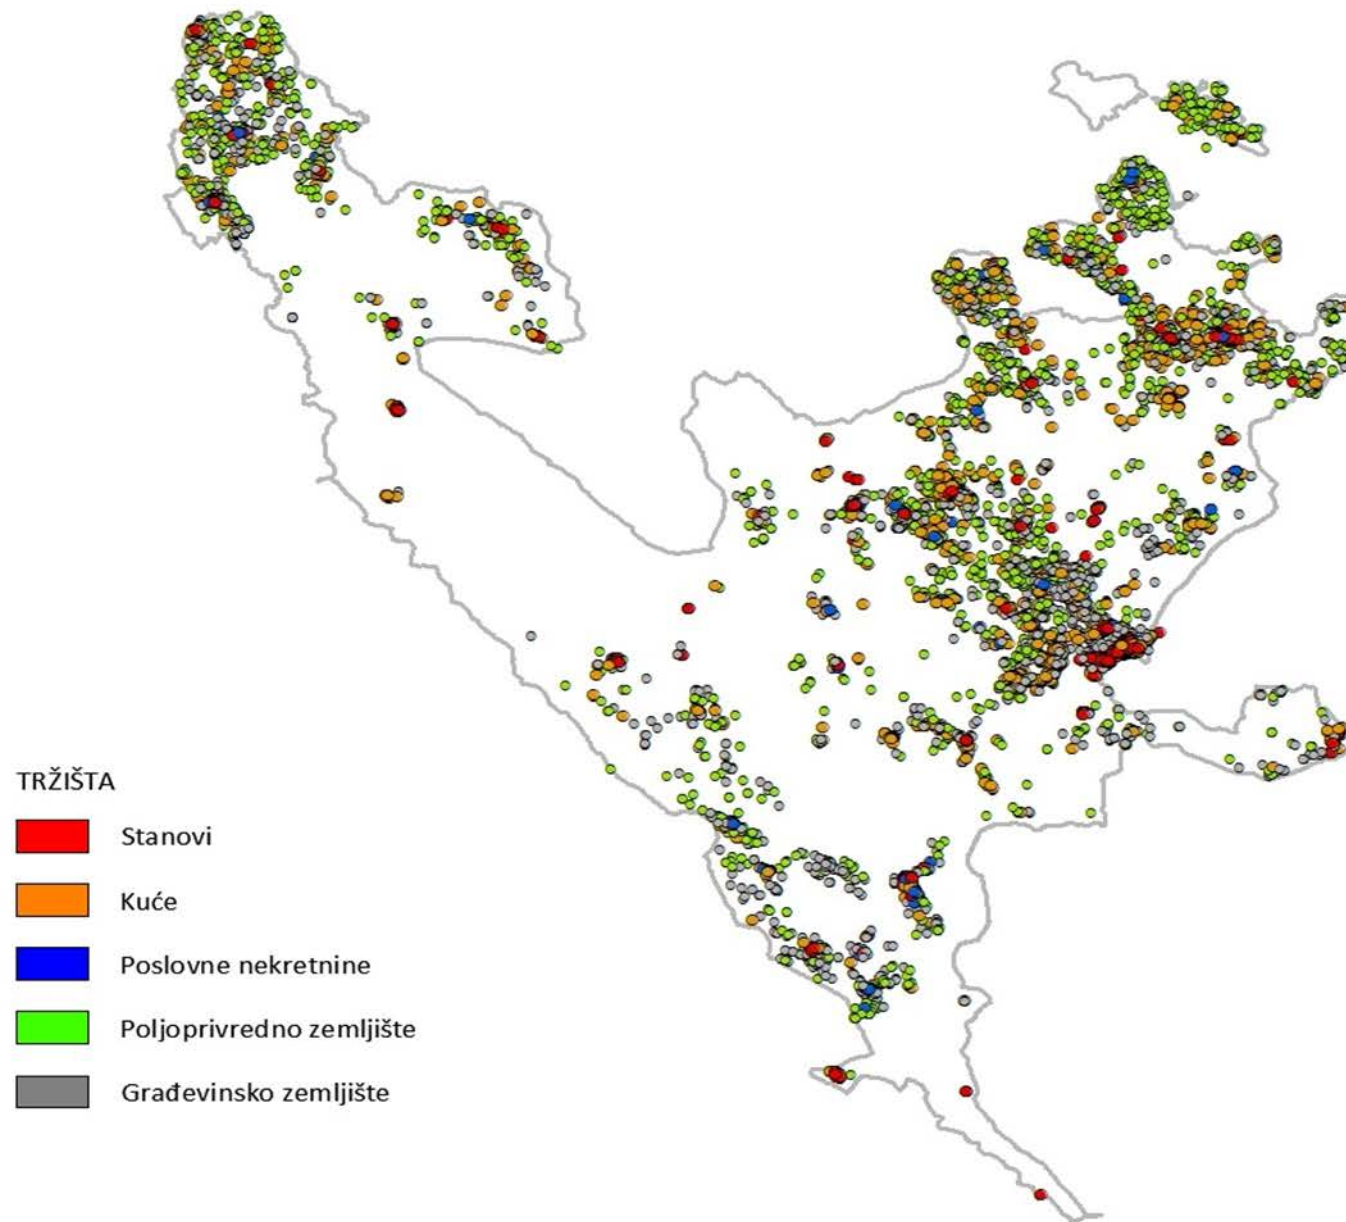 TRŽIŠTA
Stanovi
Kuće
Poslovne nekretnine
Poljoprivredno zemljište
Građevinsko zemljište